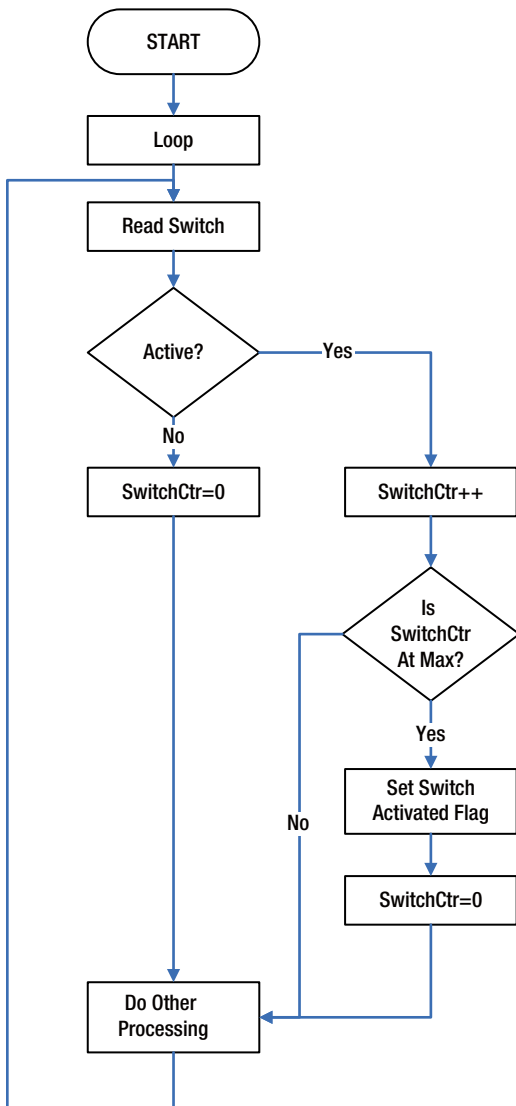 START
Loop
Read Switch
Active?
Yes
No
SwitchCtr=0
SwitchCtr++
Is
SwitchCtr
At Max?
Yes
No
Set Switch
Activated Flag
SwitchCtr=0
Do Other
Processing